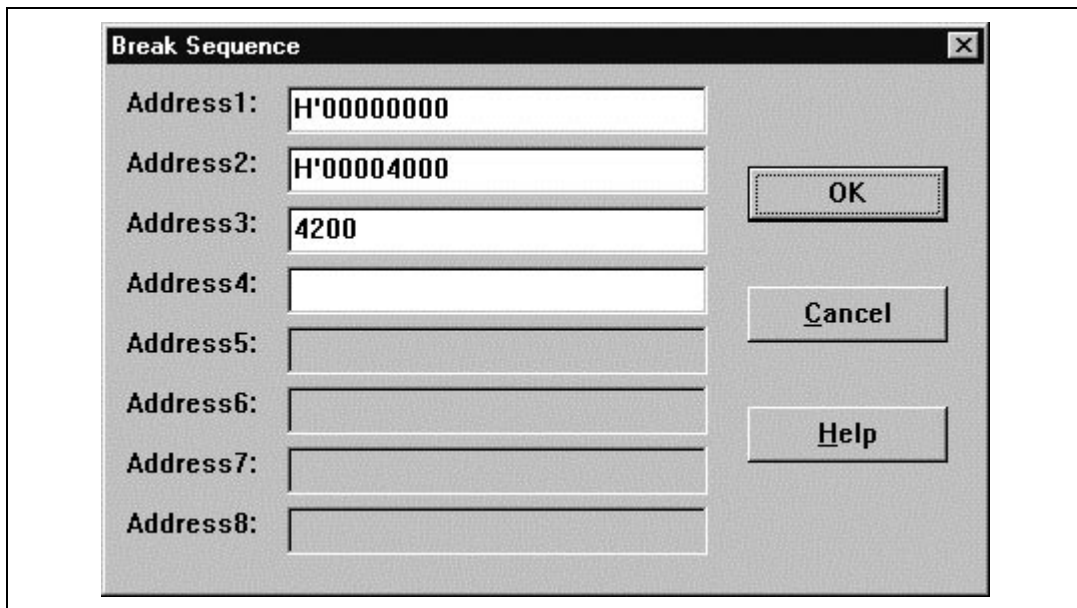 Break Sequence
Address1: H'00000000
Address2: H'00004000
Address3: 4200
Address4:
Address5:
Address6:
Address7:
Address8:
OK
Cancel
Help